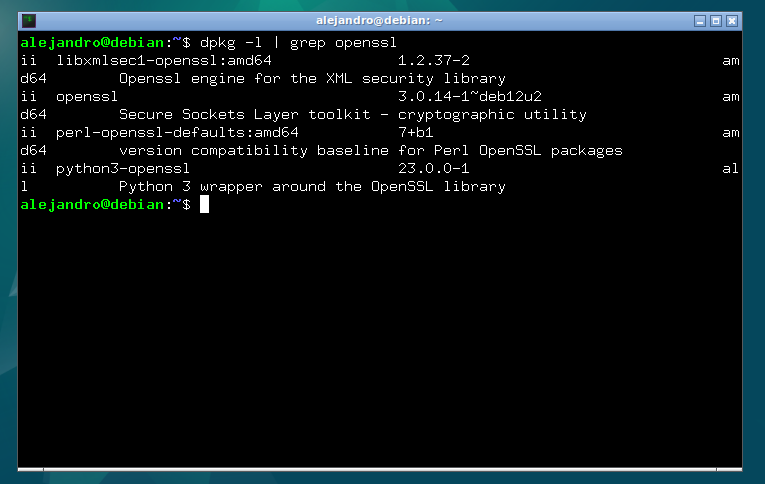 alejandro@debian: ~
alejandro@debian:~$ dpkg -l | grep openssl
ii  libxmlsec1-openssl:amd64              1.2.37-2                            am
d64        Openssl engine for the XML security library
ii  openssl                               3.0.14-1~deb12u2                    am
d64        Secure Sockets Layer toolkit - cryptographic utility
ii  perl-openssl-defaults:amd64           7+b1                                am
d64        version compatibility baseline for Perl OpenSSL packages
ii  python3-openssl                       23.0.0-1                            al
l          Python 3 wrapper around the OpenSSL library
alejandro@debian:~$